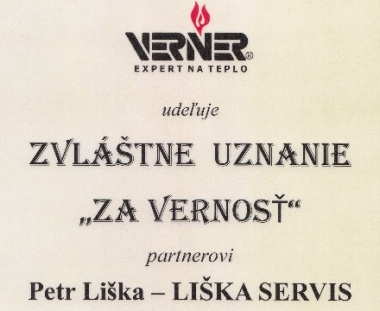 VERNER®
EXPERT NA TEPLO
udeľuje
ZVLÁŠTNE UZNANIE
„ZA VERNOSŤ“
partnerovi
Petr Liška – LIŠKA SERVIS